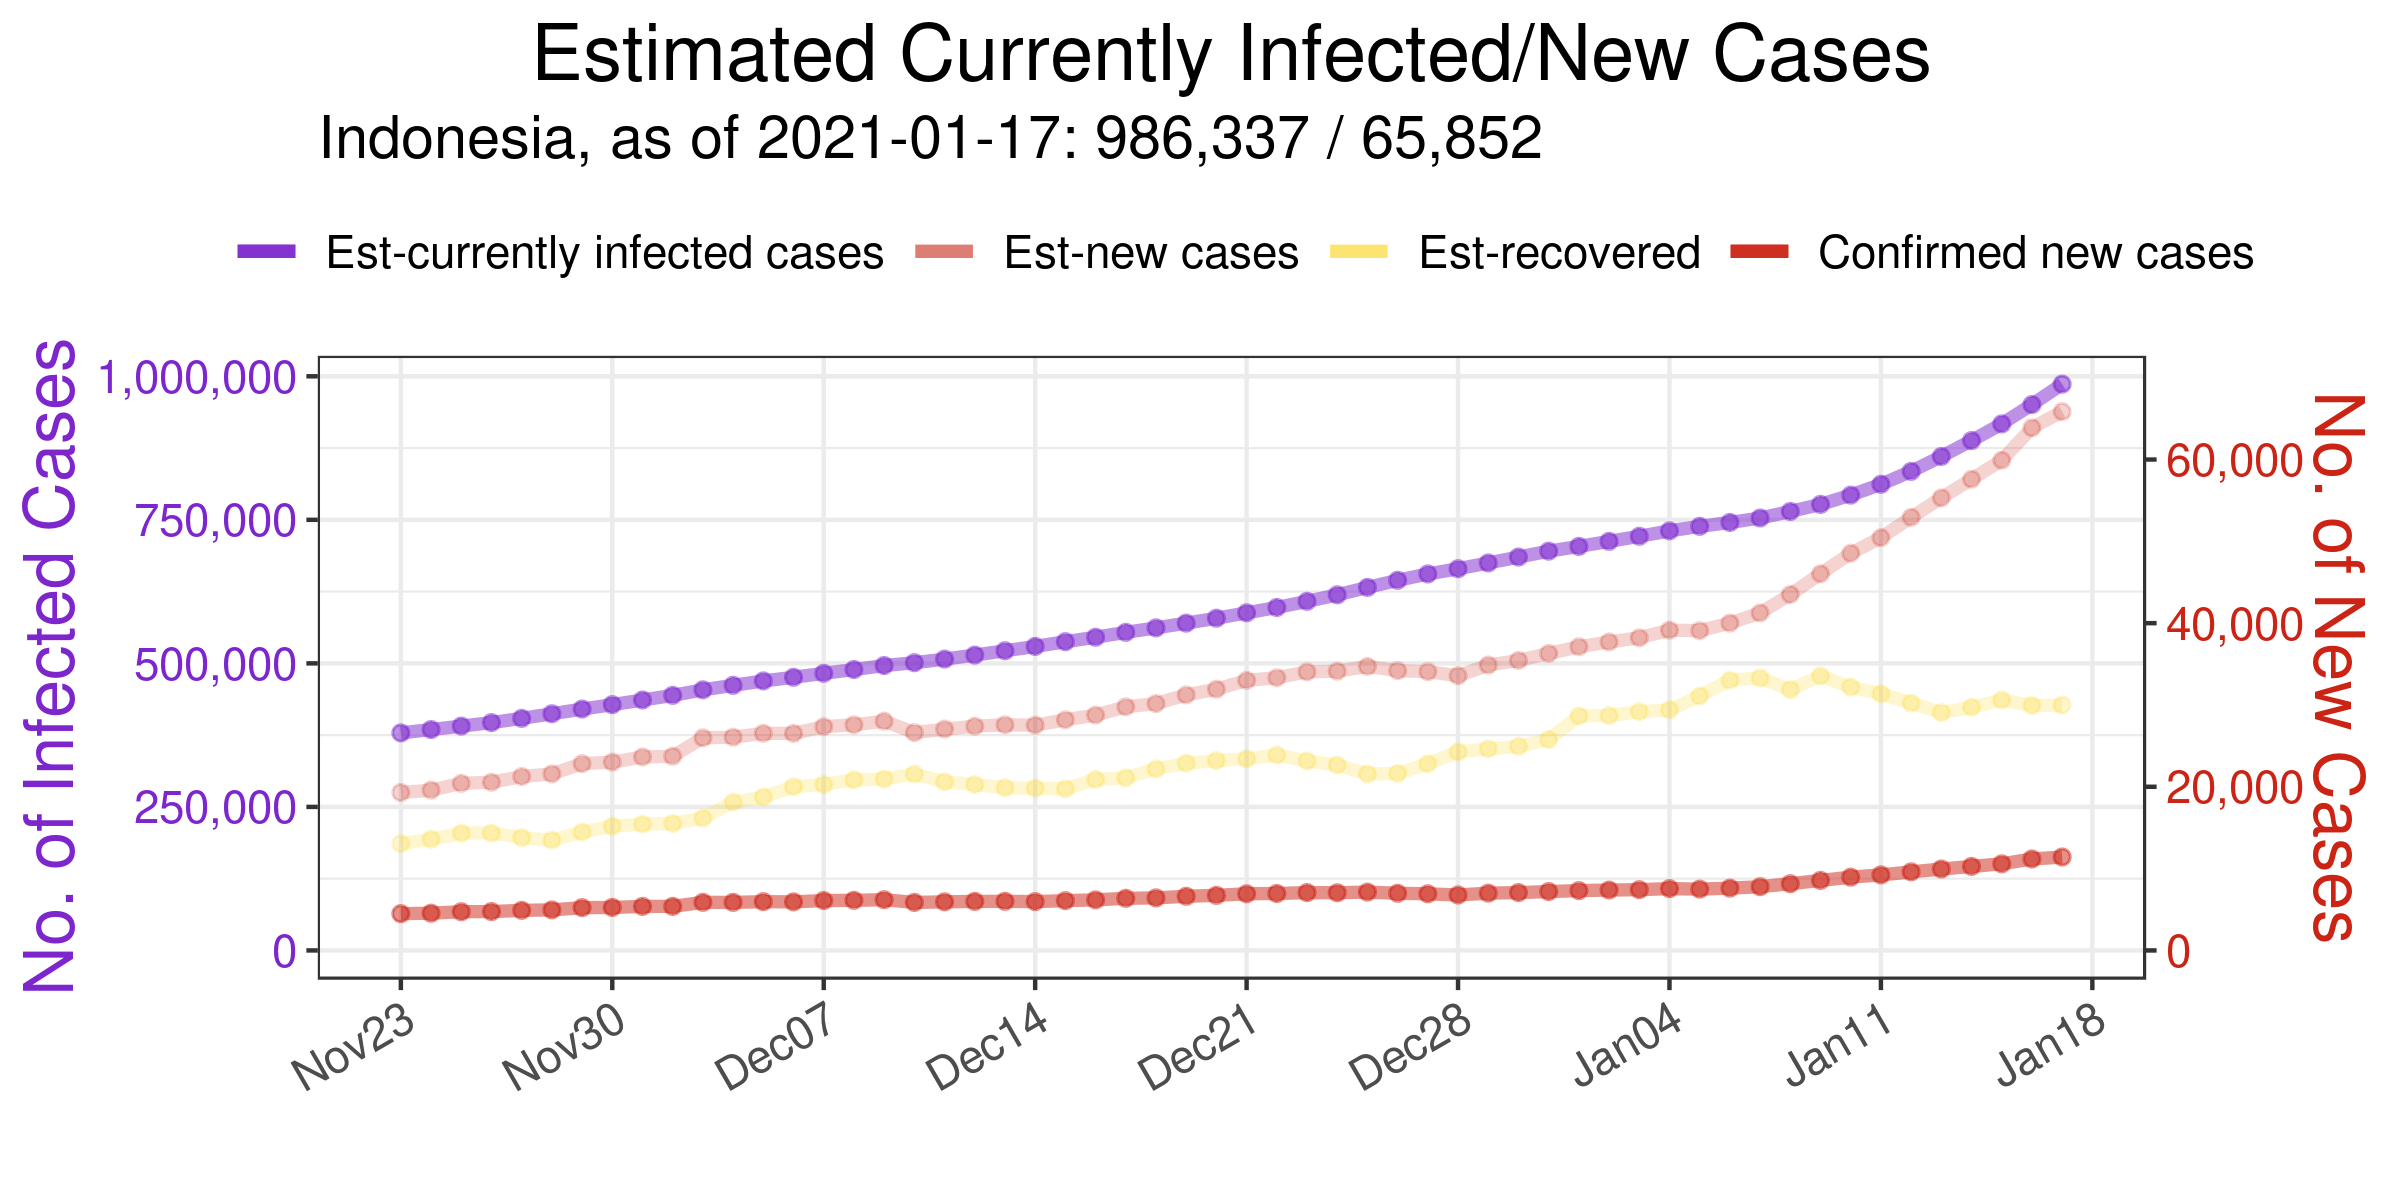 Estimated Currently Infected/New Cases
Indonesia, as of 2021-01-17: 986,337 / 65,852
Est-currently infected cases Est-new cases Est-recovered Confirmed new cases
No. of Infected Cases
1,000,000
750,000
500,000
250,000
0
60,000
40,000
20,000
0
No. of New Cases
Nov23 Nov30 Dec07 Dec14 Dec21 Dec28 Jan04 Jan11 Jan18